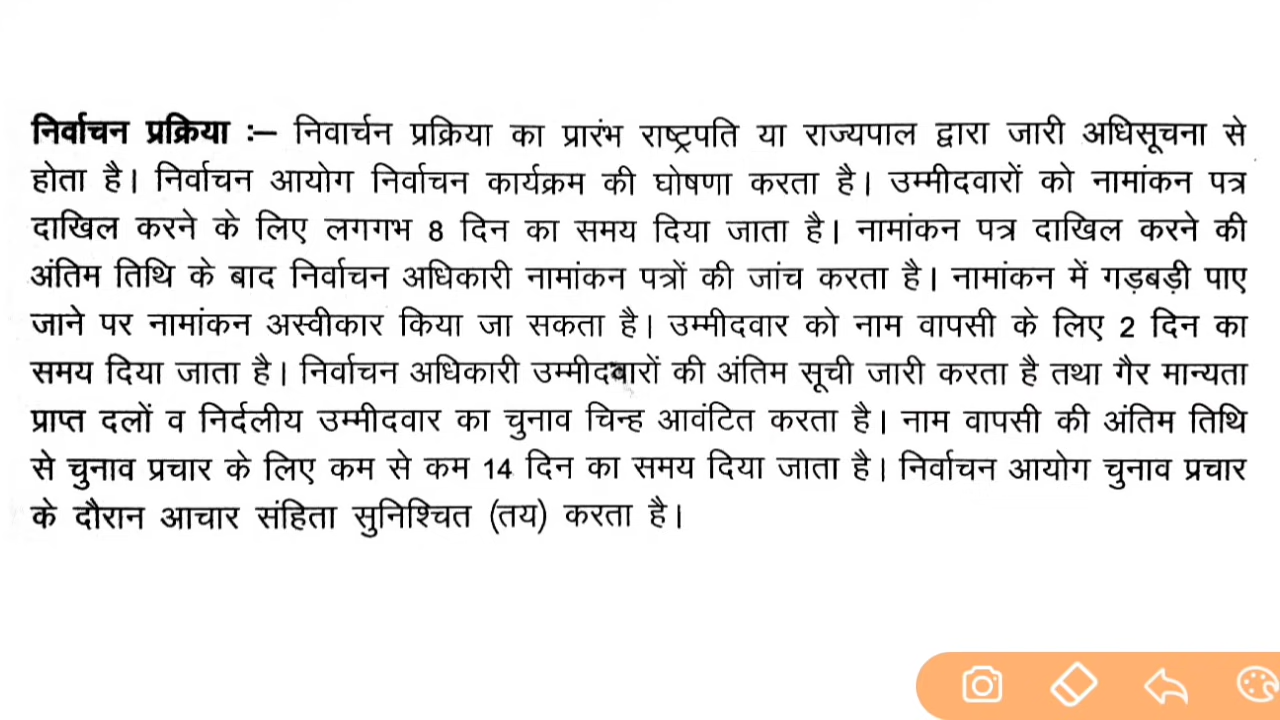 निर्वाचन प्रक्रिया :– निवार्चन प्रक्रिया का प्रारंभ राष्ट्रपति या राज्यपाल द्वारा जारी अधिसूचना से
होता है। निर्वाचन आयोग निर्वाचन कार्यक्रम की घोषणा करता है। उम्मीदवारों को नामांकन पत्र
दाखिल करने के लिए लगगभ 8 दिन का समय दिया जाता है। नामांकन पत्र दाखिल करने की
अंतिम तिथि के बाद निर्वाचन अधिकारी नामांकन पत्रों की जांच करता है। नामांकन में गड़बड़ी पाए
जाने पर नामांकन अस्वीकार किया जा सकता है। उम्मीदवार को नाम वापसी के लिए 2 दिन का
समय दिया जाता है। निर्वाचन अधिकारी उम्मीदवारों की अंतिम सूची जारी करता है तथा गैर मान्यता
प्राप्त दलों व निर्दलीय उम्मीदवार का चुनाव चिन्ह आवंटित करता है। नाम वापसी की अंतिम तिथि
से चुनाव प्रचार के लिए कम से कम 14 दिन का समय दिया जाता है। निर्वाचन आयोग चुनाव प्रचार
के दौरान आचार संहिता सुनिश्चित (तय) करता है।